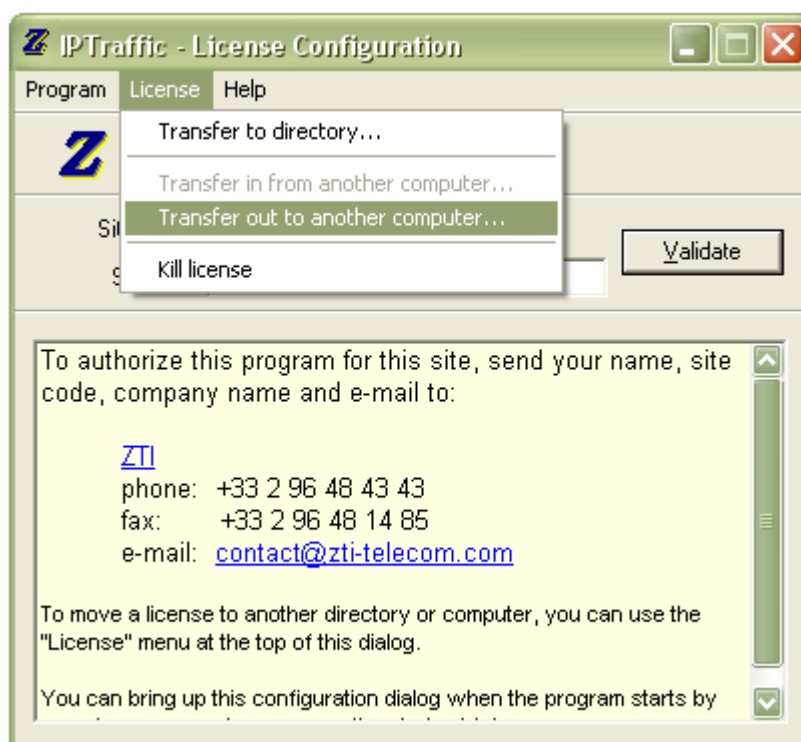 IPTraffic - License Configuration
Program License Help
Transfer to directory...
Transfer in from another computer...
Transfer out to another computer...
Kill license
Validate
To authorize this program for this site, send your name, site
code, company name and e-mail to:
ZTI
phone: +33 2 96 48 43 43
fax: +33 2 96 48 14 85
e-mail: contact@zti-telecom.com
To move a license to another directory or computer, you can use the
"License" menu at the top of this dialog.
You can bring up this configuration dialog when the program starts by